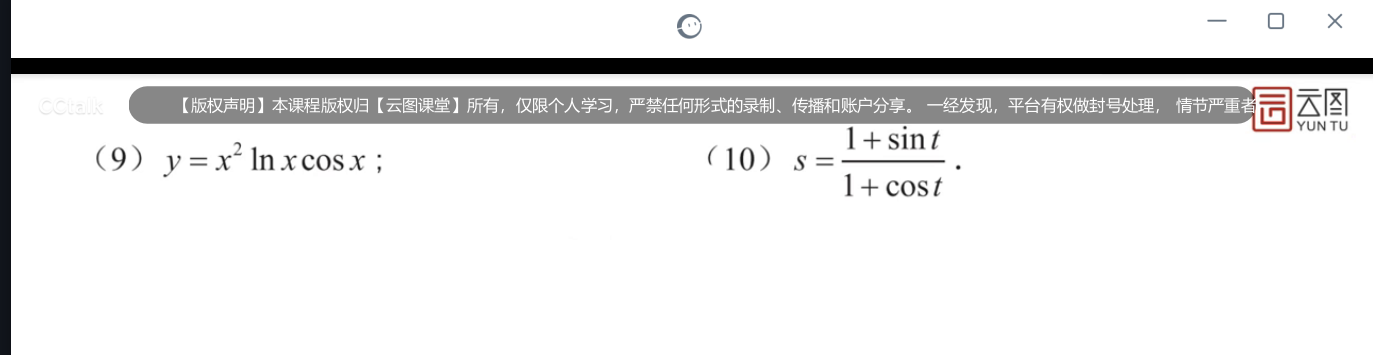 CCtalk
【版权声明】本课程版权归【云图课堂】所有，仅限个人学习，严禁任何形式的录制、传播和账户分享。 一经发现，平台有权做封号处理， 情节严重者
云图
YUN TU
（9） y = x² ln x cos x ;
（10） s = (1 + sin t)/(1 + cos t) .